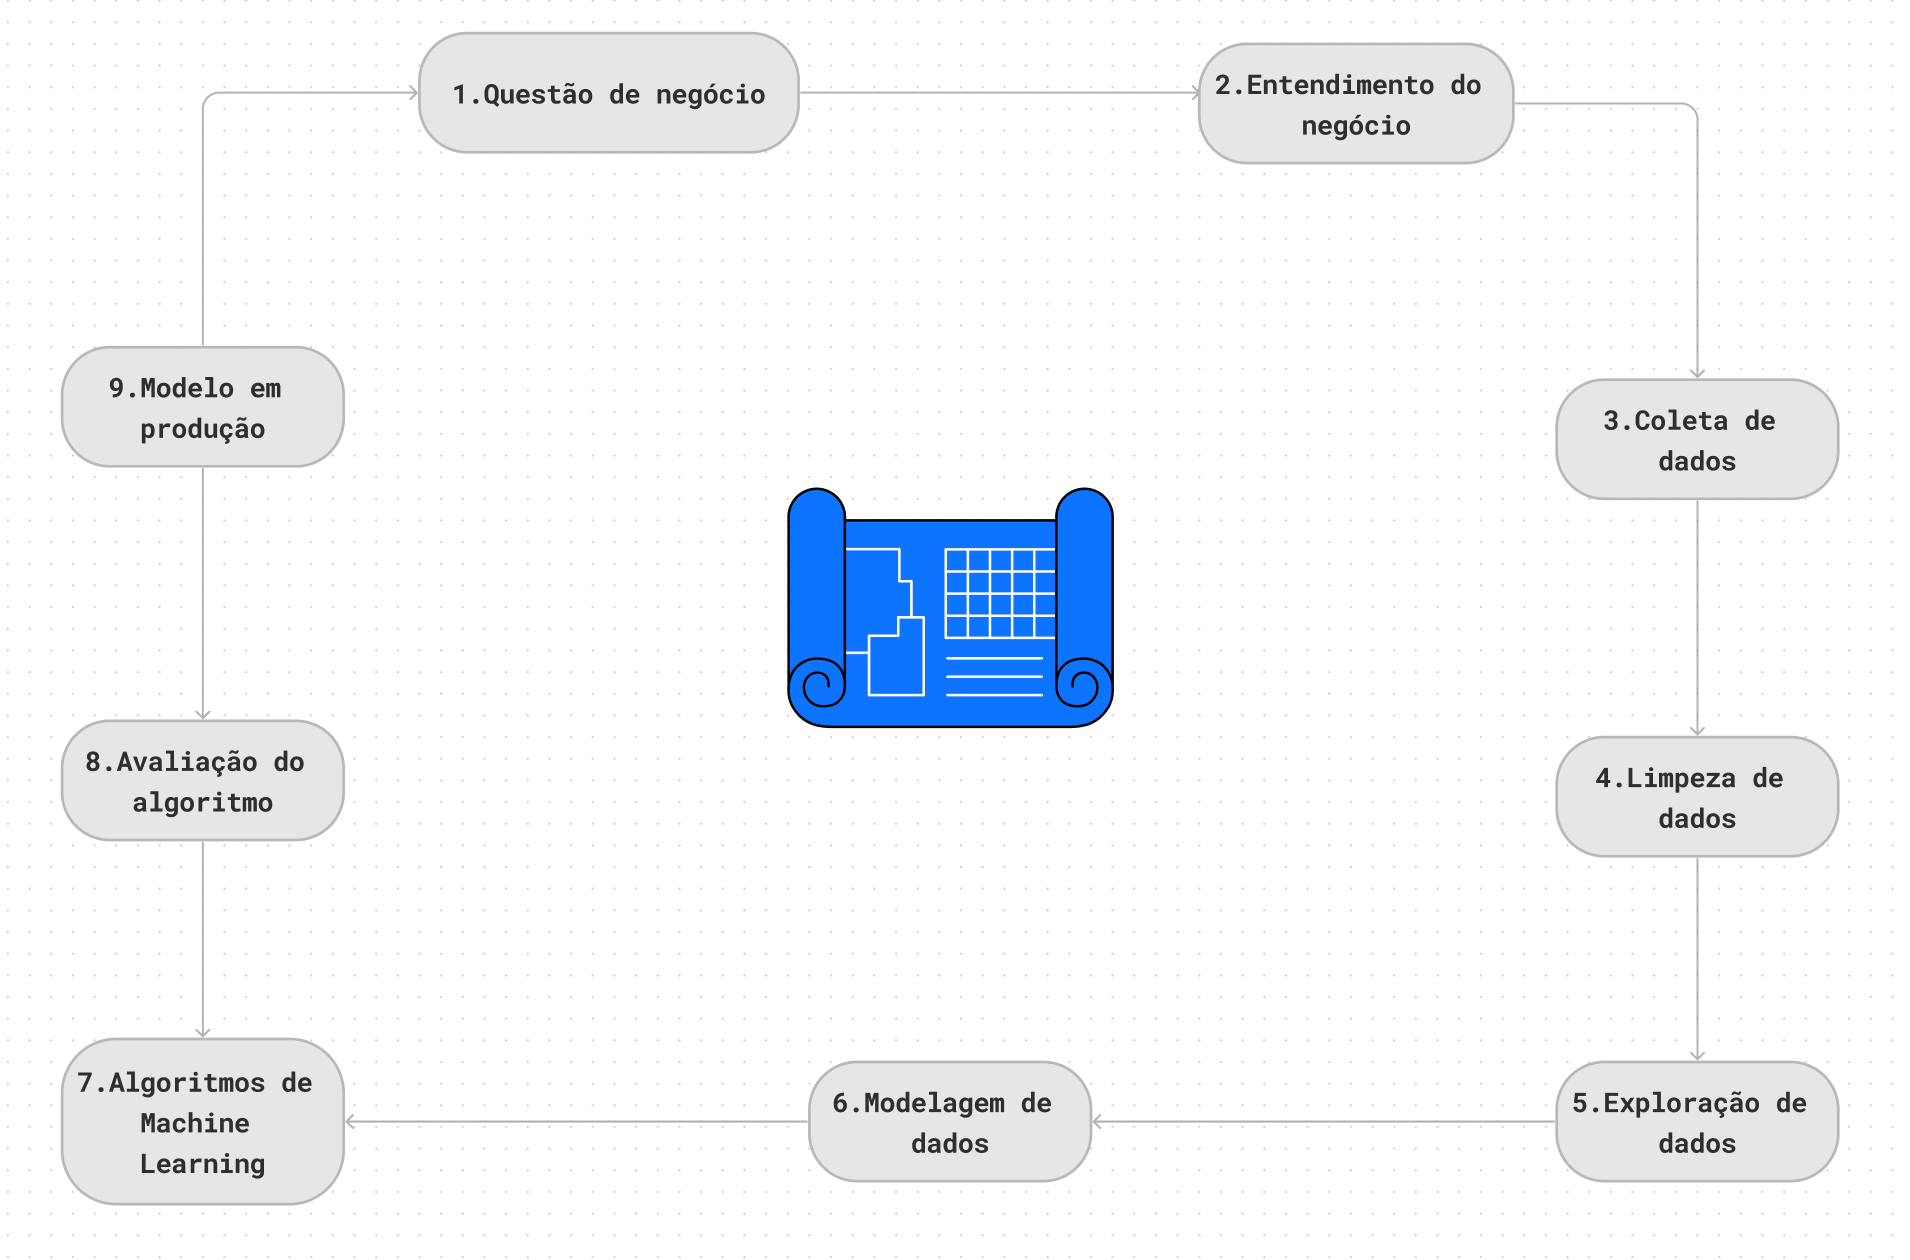 1.Questão de negócio
2.Entendimento do
negócio
3.Coleta de
dados
4.Limpeza de
dados
5.Exploração de
dados
6.Modelagem de
dados
7.Algoritmos de
Machine
Learning
8.Avaliação do
algoritmo
9.Modelo em
produção